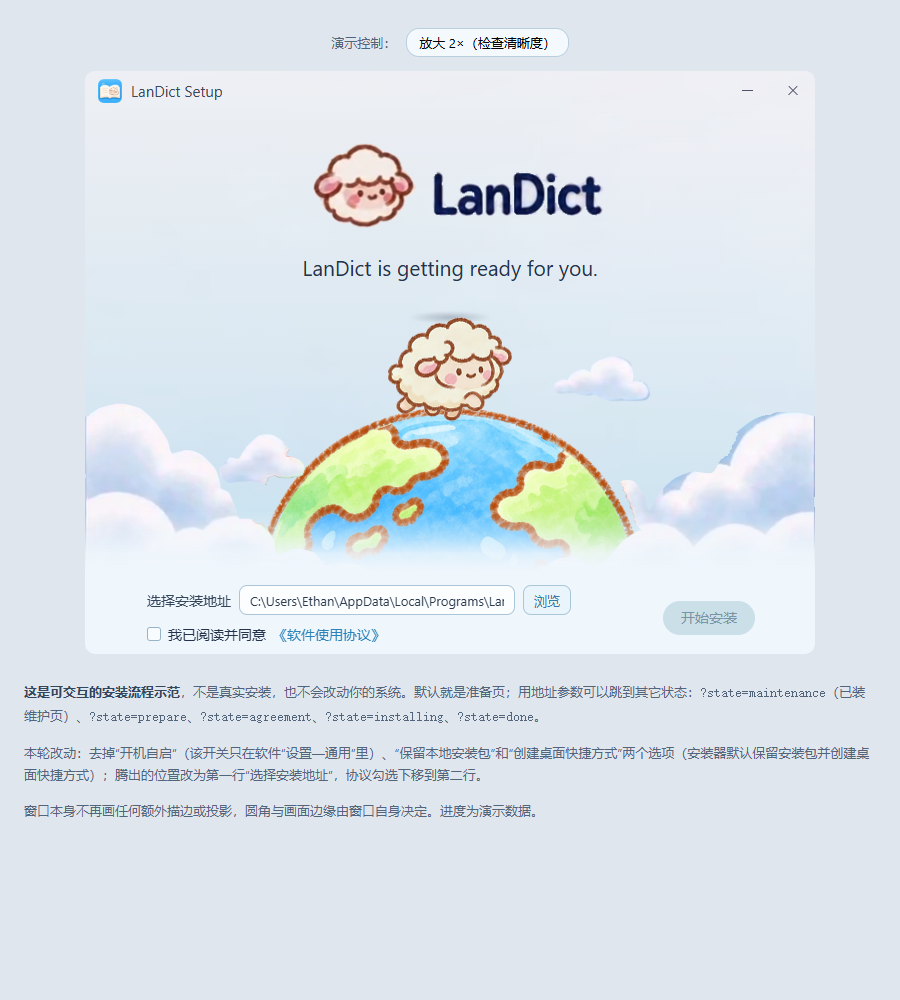 演示控制： 放大 2×（检查清晰度）
LanDict Setup
LanDict
LanDict is getting ready for you.
选择安装地址 C:\Users\Ethan\AppData\Local\Programs\Lan 浏览
开始安装
我已阅读并同意 《软件使用协议》
这是可交互的安装流程示范，不是真实安装，也不会改动你的系统。默认就是准备页；用地址参数可以跳到其它状态：?state=maintenance（已装
维护页）、?state=prepare、?state=agreement、?state=installing、?state=done。
本轮改动：去掉“开机自启”（该开关只在软件“设置—通用”里）、“保留本地安装包”和“创建桌面快捷方式”两个选项（安装器默认保留安装包并创建桌
面快捷方式）；腾出的位置改为第一行“选择安装地址”，协议勾选下移到第二行。
窗口本身不再画任何额外描边或投影，圆角与画面边缘由窗口自身决定。进度为演示数据。